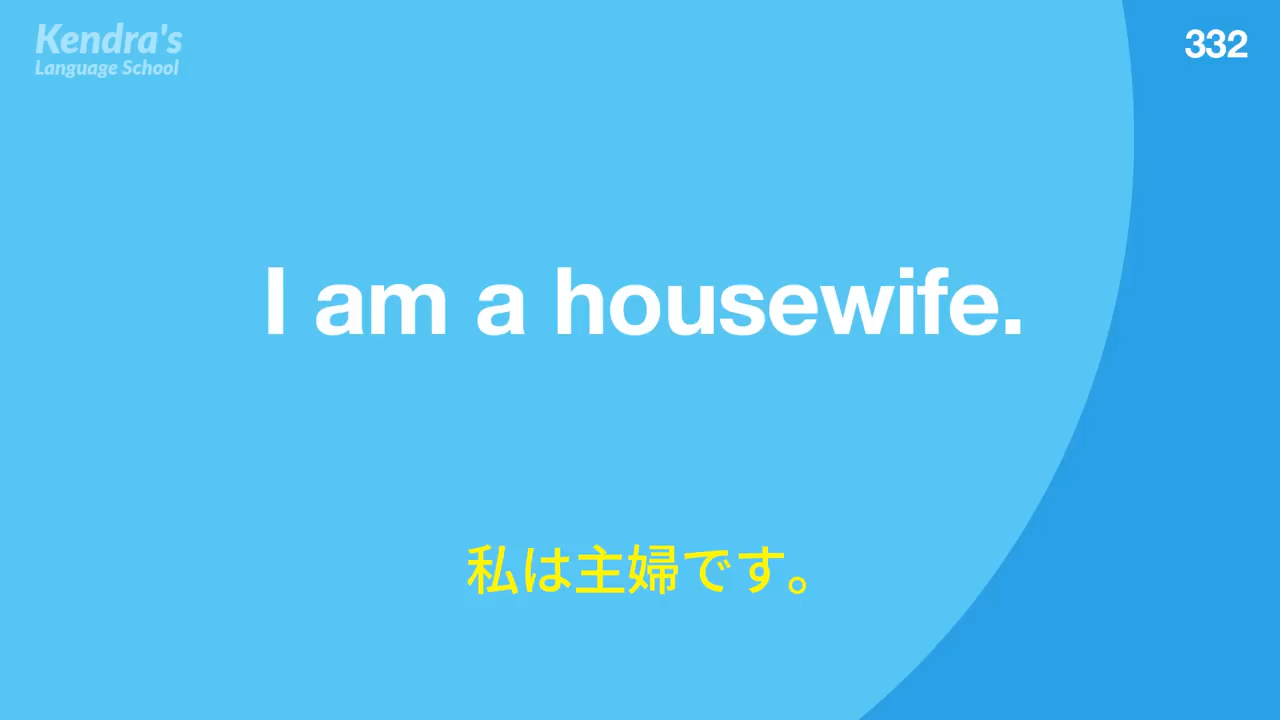 Kendra's
Language School
332
I am a housewife.
私は主婦です。